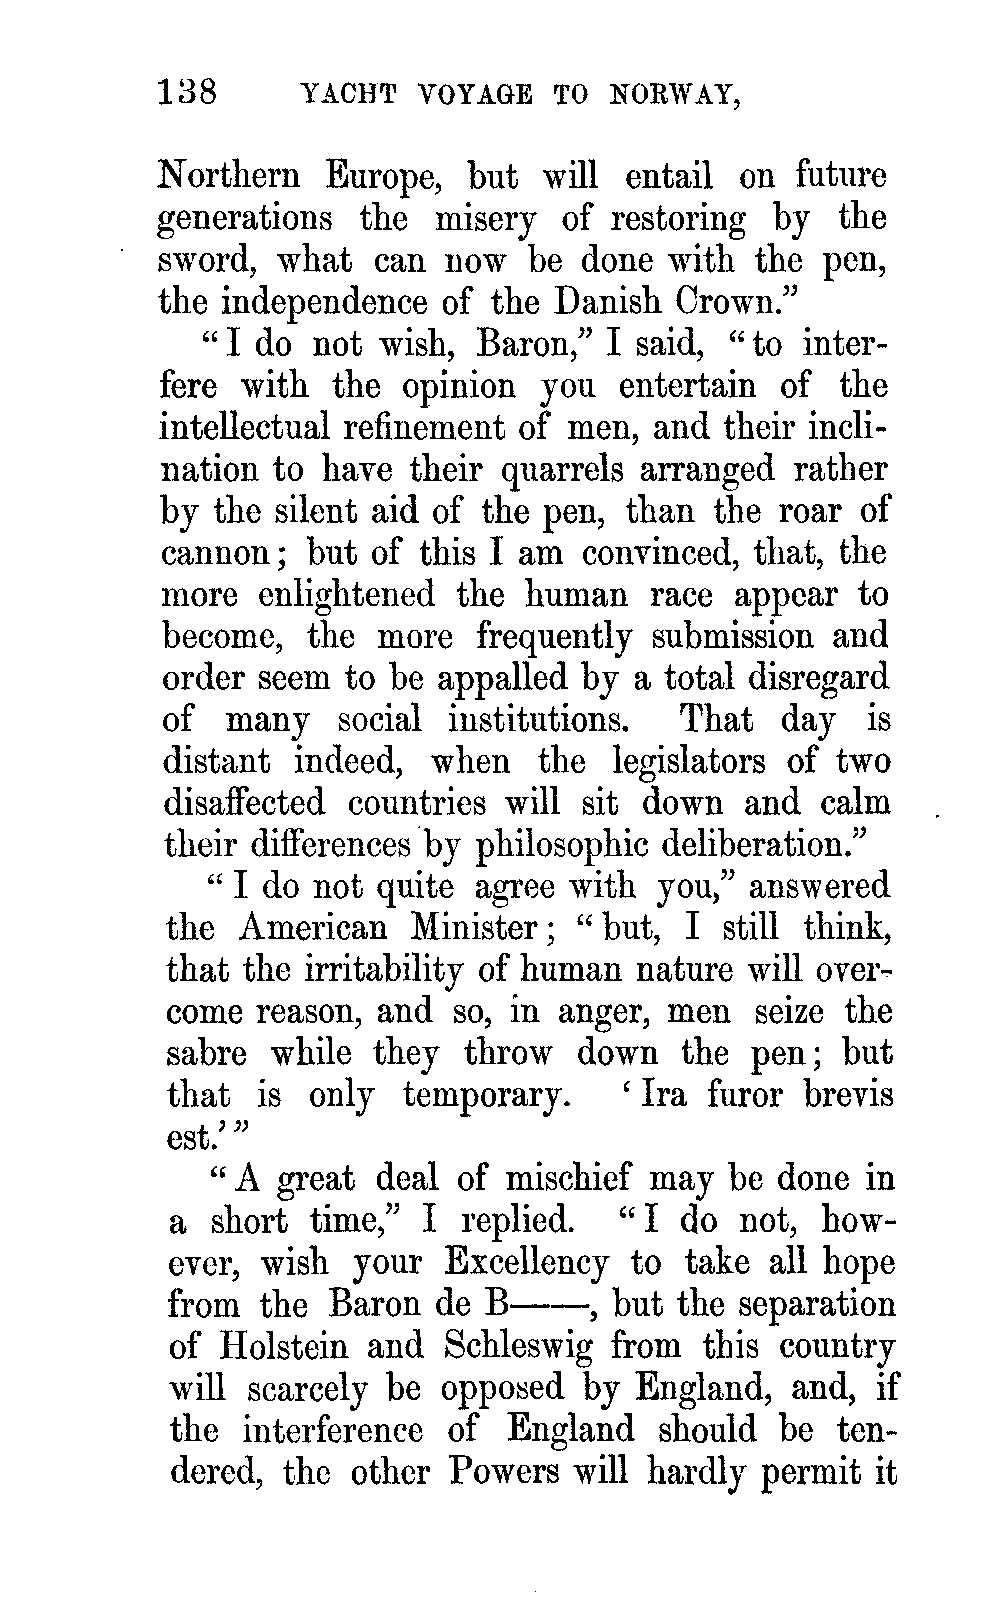 138 YACHT VOYAGE TO NORWAY,
Northern Europe, but will entail on future
generations the misery of restoring by the
sword, what can now be done with the pen,
the independence of the Danish Crown.”
“I do not wish, Baron,” I said, “to inter-
fere with the opinion you entertain of the
intellectual refinement of men, and their incli-
nation to have their quarrels arranged rather
by the silent aid of the pen, than the roar of
cannon; but of this I am convinced, that, the
more enlightened the human race appear to
become, the more frequently submission and
order seem to be appalled by a total disregard
of many social institutions. That day is
distant indeed, when the legislators of two
disaffected countries will sit down and calm
their differences by philosophic deliberation.”
“I do not quite agree with you,” answered
the American Minister; “but, I still think,
that the irritability of human nature will over-
come reason, and so, in anger, men seize the
sabre while they throw down the pen; but
that is only temporary. ‘Ira furor brevis
est.’”
“A great deal of mischief may be done in
a short time,” I replied. “I do not, how-
ever, wish your Excellency to take all hope
from the Baron de B——, but the separation
of Holstein and Schleswig from this country
will scarcely be opposed by England, and, if
the interference of England should be ten-
dered, the other Powers will hardly permit it